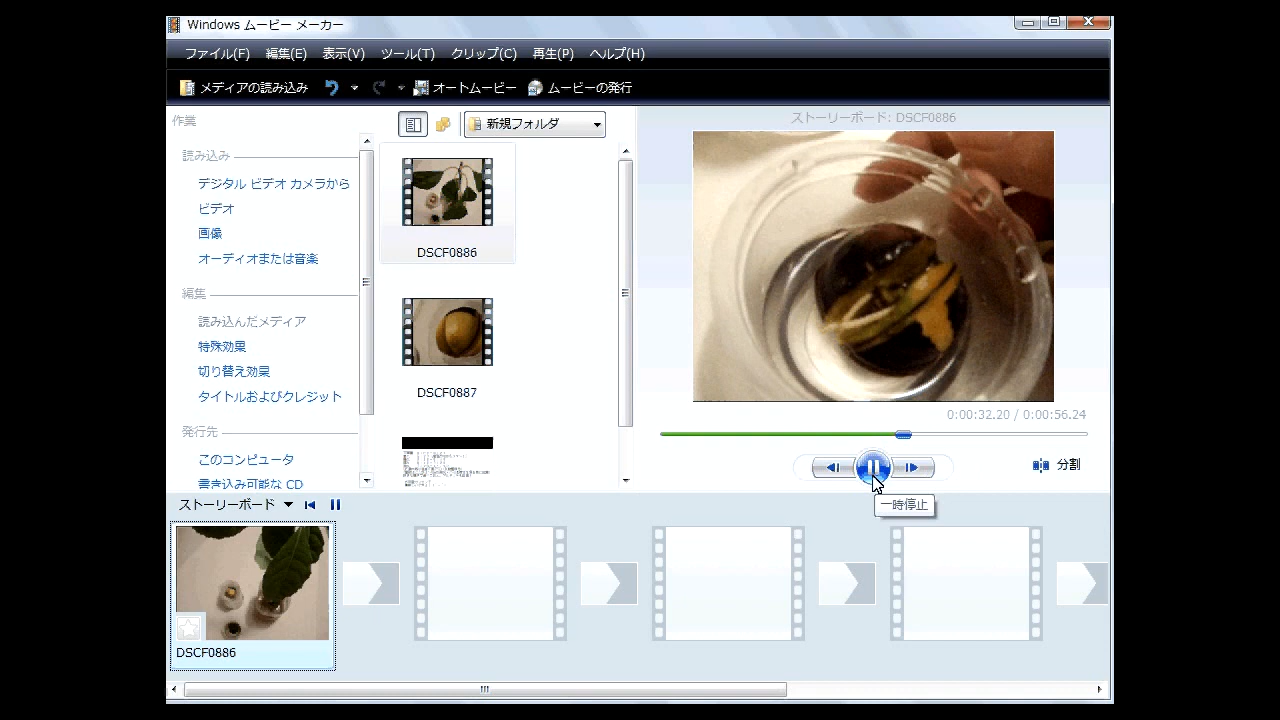 Windows ムービー メーカー
ファイル(F) 編集(E) 表示(V) ツール(T) クリップ(C) 再生(P) ヘルプ(H)
メディアの読み込み オートムービー ムービーの発行
作業
読み込み
デジタル ビデオ カメラから
ビデオ
画像
オーディオまたは音楽
編集
読み込んだメディア
特殊効果
切り替え効果
タイトルおよびクレジット
発行先
このコンピュータ
書き込み可能な CD
新規フォルダ
DSCF0886
DSCF0887
ストーリーボード: DSCF0886
0:00:32.20 / 0:00:56.24
分割
一時停止
ストーリーボード
DSCF0886